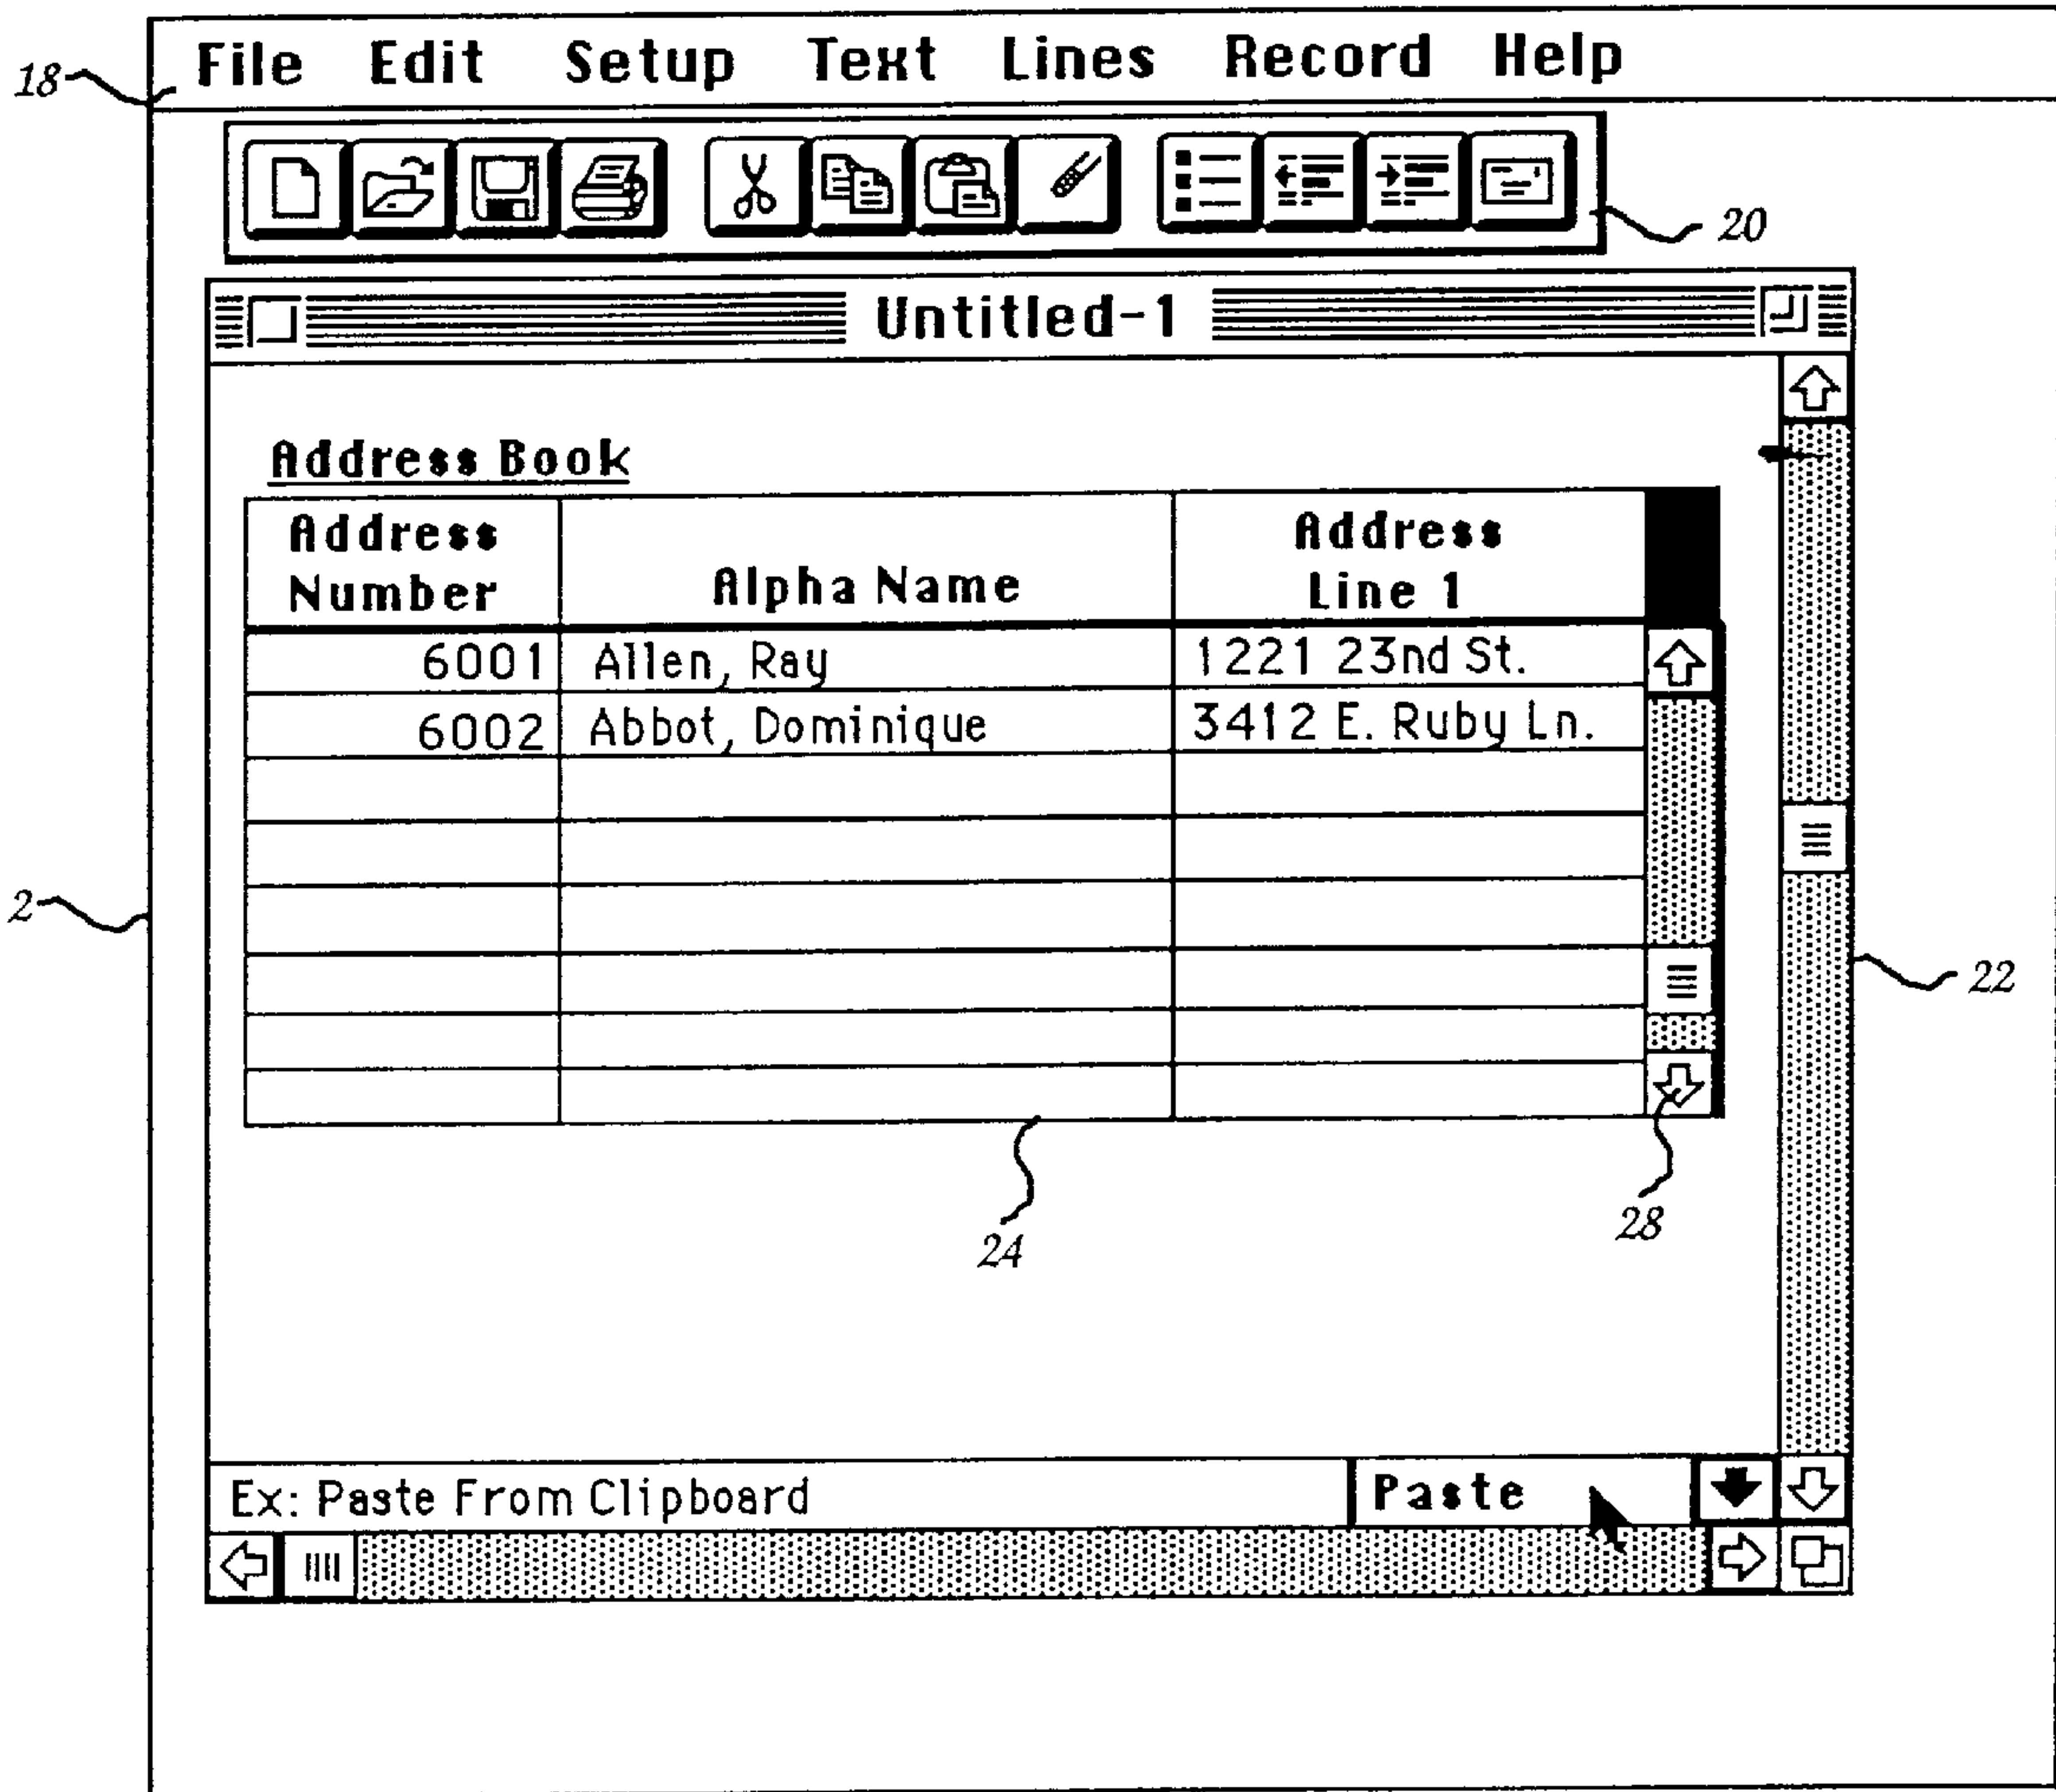 File Edit Setup Text Lines Record Help
18
20
Untitled-1
Address Book
Address Number
Alpha Name
Address Line 1
6001 Allen, Ray 1221 23nd St.
6002 Abbot, Dominique 3412 E. Ruby Ln.
2
22
24
28
Ex: Paste From Clipboard Paste